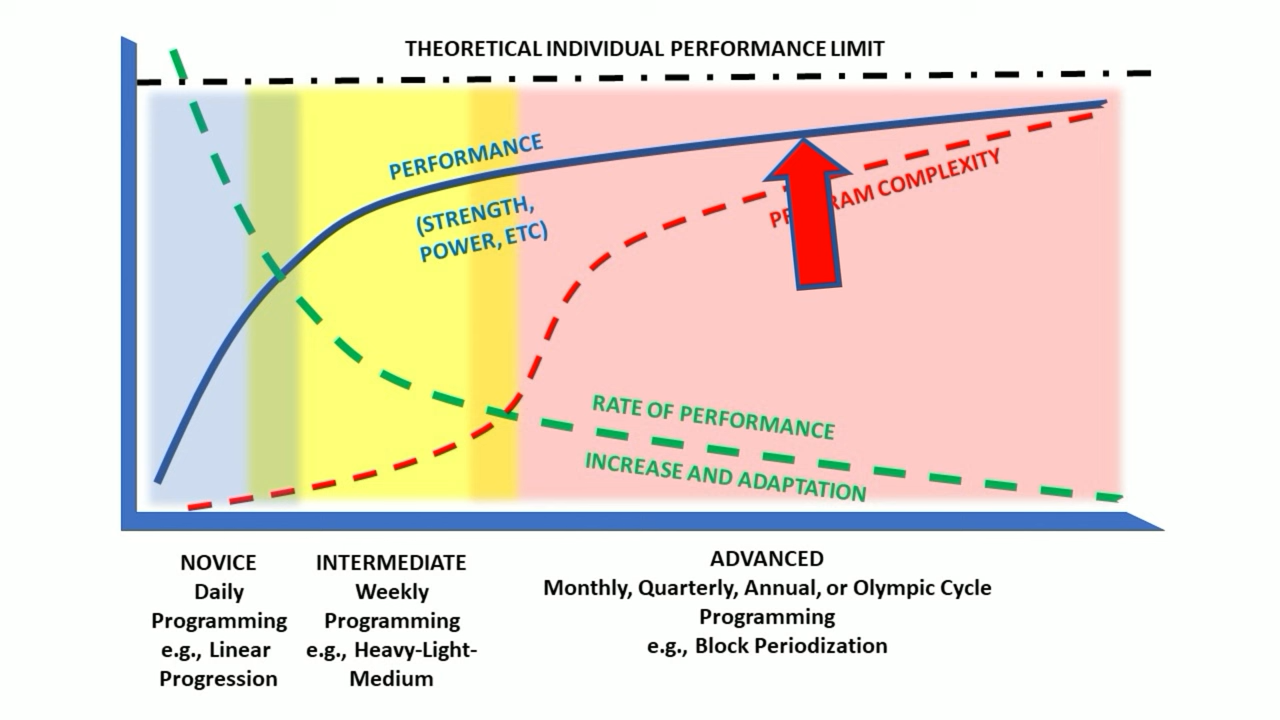 THEORETICAL INDIVIDUAL PERFORMANCE LIMIT
PERFORMANCE
(STRENGTH,
POWER, ETC)
COMPLEXITY
RATE OF PERFORMANCE
INCREASE AND ADAPTATION
NOVICE
Daily
Programming
e.g., Linear
Progression
INTERMEDIATE
Weekly
Programming
e.g., Heavy-Light-
Medium
ADVANCED
Monthly, Quarterly, Annual, or Olympic Cycle
Programming
e.g., Block Periodization